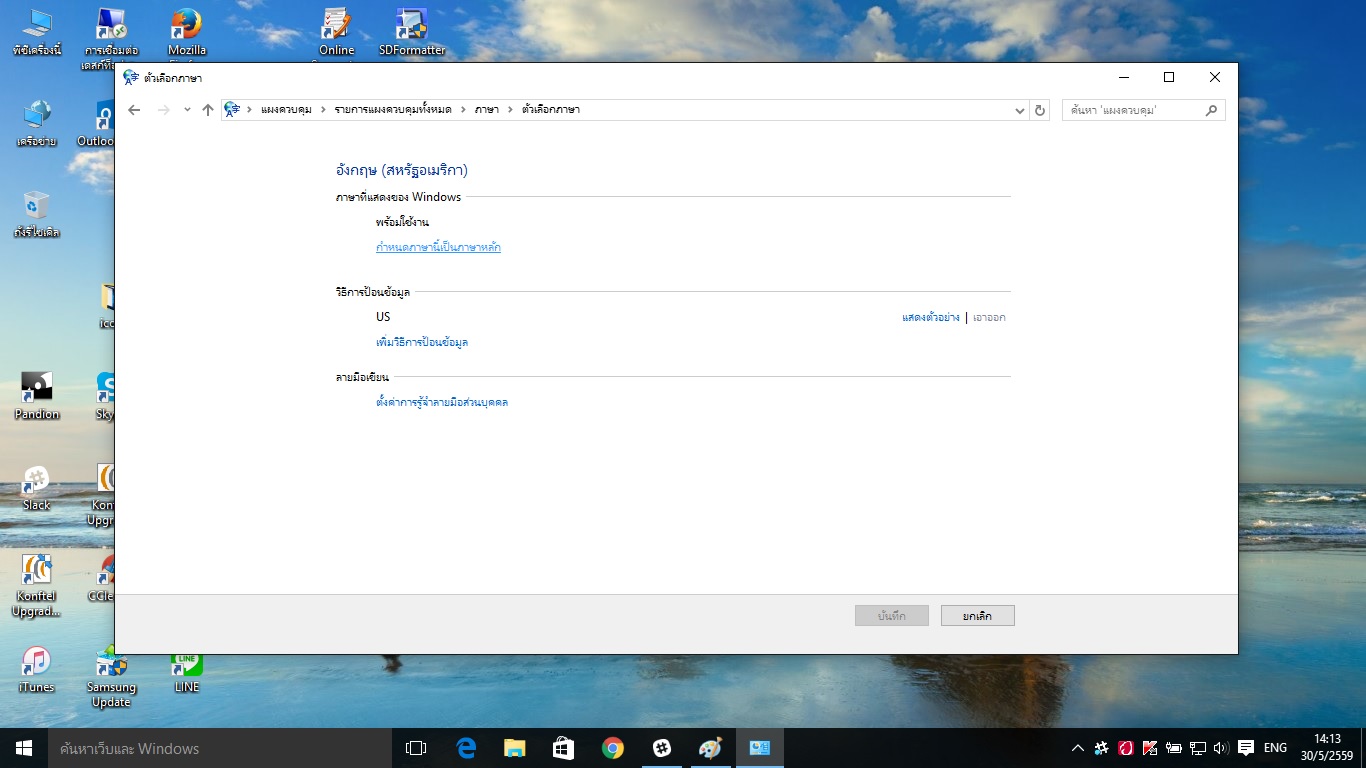 พีซีเครื่องนี้
การเชื่อมต่อ
Mozilla
Online
SDFormatter
ตัวเลือกภาษา
แผงควบคุม
รายการแผงควบคุมทั้งหมด
ภาษา
ตัวเลือกภาษา
ค้นหา 'แผงควบคุม'
เครือข่าย
Outloo
อังกฤษ (สหรัฐอเมริกา)
ภาษาที่แสดงของ Windows
พร้อมใช้งาน
กำหนดภาษานี้เป็นภาษาหลัก
ถังรีไซเคิล
วิธีการป้อนข้อมูล
US
แสดงตัวอย่าง | เอาออก
เพิ่มวิธีการป้อนข้อมูล
ลายมือเขียน
ตั้งค่าการรู้จำลายมือส่วนบุคคล
Pandion
Sky
Slack
Kon
Upgr
Konftel
Upgrad...
CCle
บันทึก
ยกเลิก
iTunes
Samsung
Update
LINE
LINE
ค้นหาเว็บและ Windows
ENG
14:13
30/5/2559